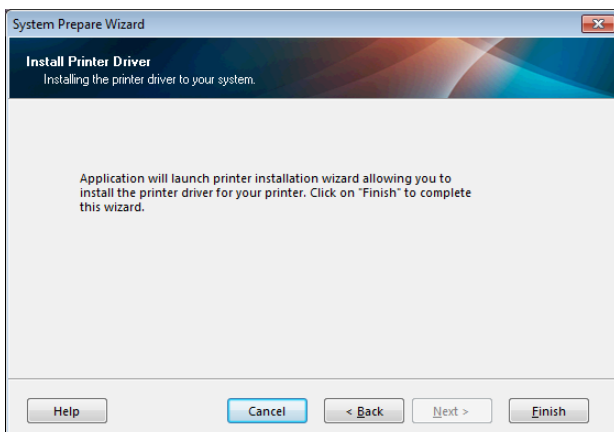 System Prepare Wizard
Install Printer Driver
Installing the printer driver to your system.
Application will launch printer installation wizard allowing you to
install the printer driver for your printer. Click on "Finish" to complete
this wizard.
Help
Cancel
< Back
Next >
Finish